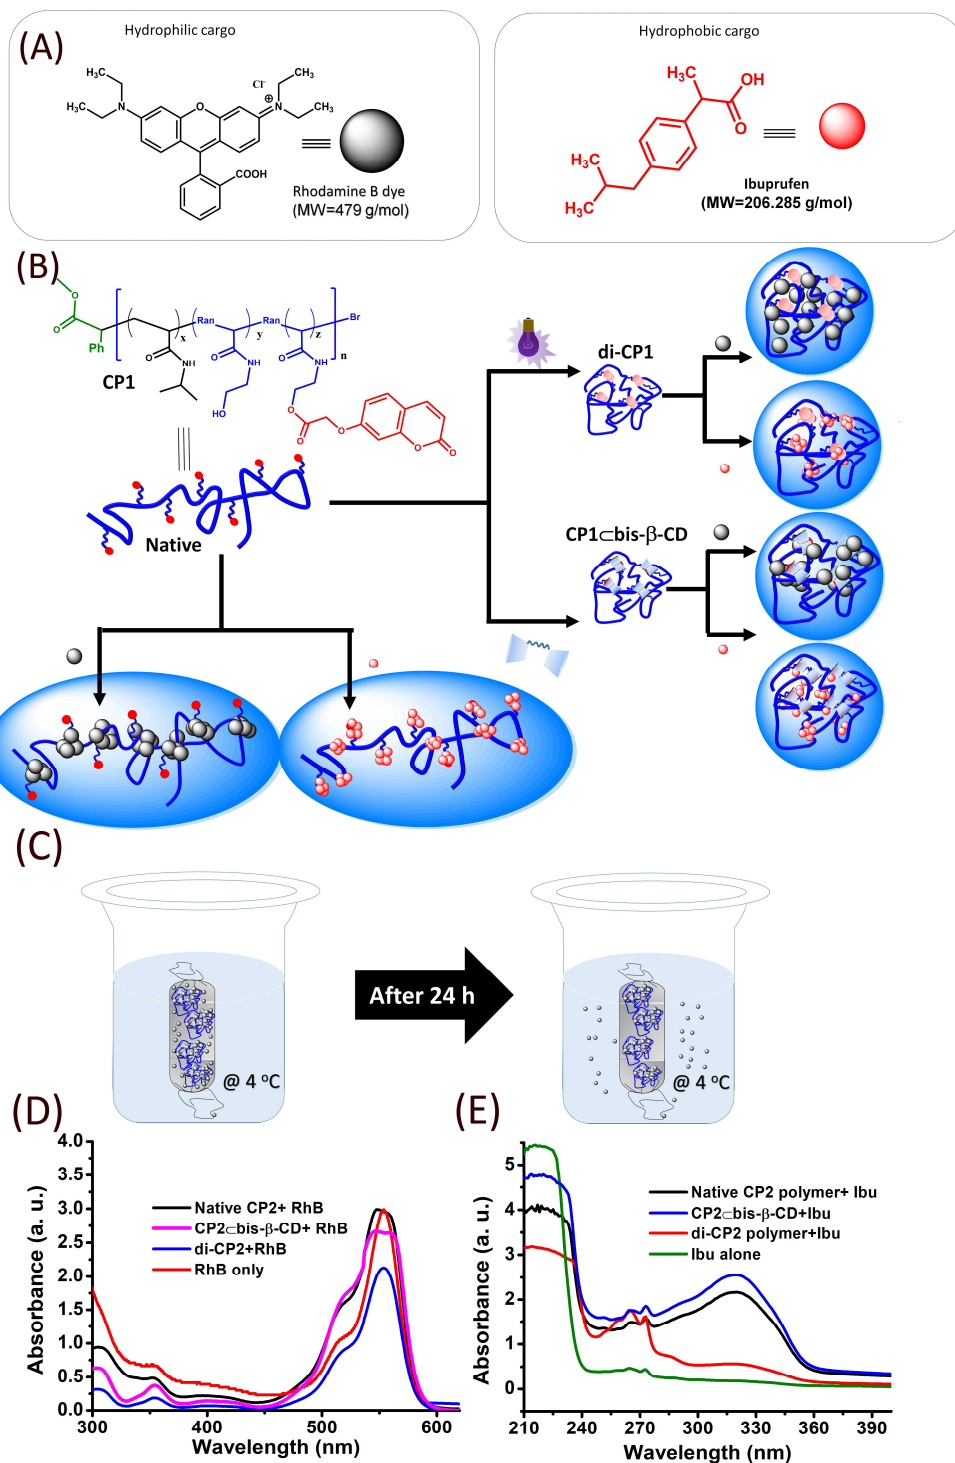 (A)
Hydrophilic cargo
Hydrophobic cargo
H₃C
CH₃
Cl⁻
⊕
N
O
N
H₃C
CH₃
COOH
Rhodamine B dye
(MW=479 g/mol)
H₃C
OH
O
H₃C
H₃C
Ibuprufen
(MW=206.285 g/mol)
(B)
O
O
Ph
Ran
Ran
Br
x
y
z
n
O
NH
O
NH
O
NH
OH
O
O
O
O
O
CP1
Native
di-CP1
CP1⊂bis-β-CD
(C)
After 24 h
@ 4 °C
@ 4 °C
(D)
4.0
3.5
3.0
2.5
2.0
1.5
1.0
0.5
0.0
300
400
500
600
Absorbance (a. u.)
Wavelength (nm)
Native CP2+ RhB
CP2⊂bis-β-CD+ RhB
di-CP2+RhB
RhB only
(E)
5
4
3
2
1
0
210
240
270
300
330
360
390
Absorbance (a. u.)
Wavelength (nm)
Native CP2 polymer+ Ibu
CP2⊂bis-β-CD+Ibu
di-CP2 polymer+Ibu
Ibu alone